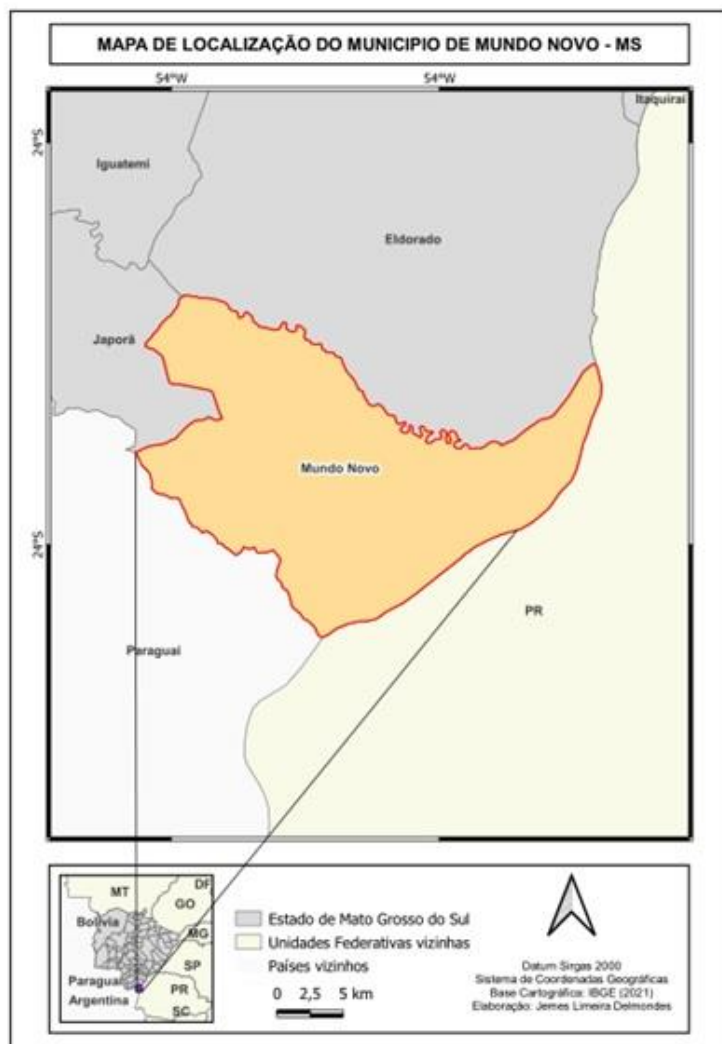 MAPA DE LOCALIZAÇÃO DO MUNICIPIO DE MUNDO NOVO - MS
54°W 54°W
Itaquiraí
24°S
Iguatemi
Eldorado
Japorã
Mundo Novo
24°S
PR
Paraguai
MT
DF
GO
Bolívia
MG
SP
Paraguai
PR
Argentina
SC
Estado de Mato Grosso do Sul
Unidades Federativas vizinhas
Países vizinhos
0 2,5 5 km
Datum Sirgas 2000
Sistema de Coordenadas Geográficas
Base Cartográfica: IBGE (2021)
Elaboração: Jemes Limeira Delmondes